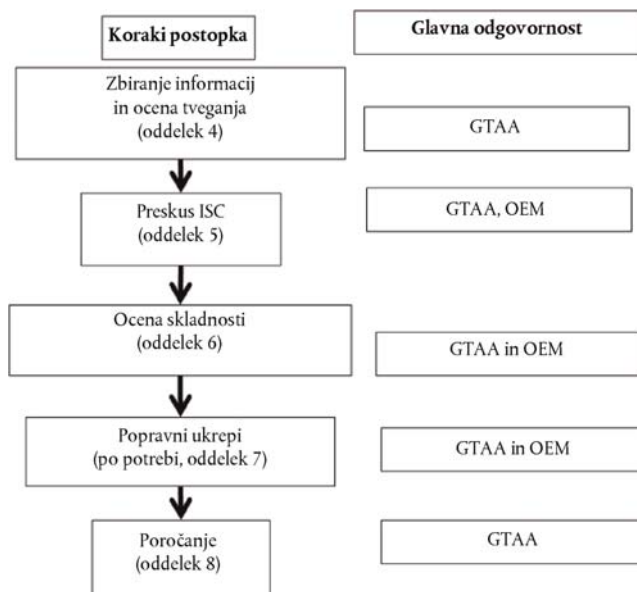 Koraki postopka
Glavna odgovornost
Zbiranje informacij
in ocena tveganja
(oddelek 4)
GTAA
Preskus ISC
(oddelek 5)
GTAA, OEM
Ocena skladnosti
(oddelek 6)
GTAA in OEM
Popravni ukrepi
(po potrebi, oddelek 7)
GTAA in OEM
Poročanje
(oddelek 8)
GTAA